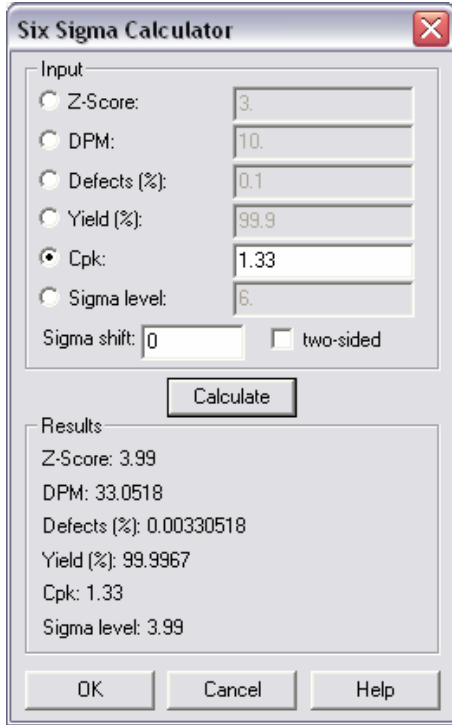 Six Sigma Calculator
Input
Z-Score: 3.
DPM: 10.
Defects (%): 0.1
Yield (%): 99.9
Cpk: 1.33
Sigma level: 6.
Sigma shift: 0 two-sided
Calculate
Results
Z-Score: 3.99
DPM: 33.0518
Defects (%): 0.00330518
Yield (%): 99.9967
Cpk: 1.33
Sigma level: 3.99
OK Cancel Help